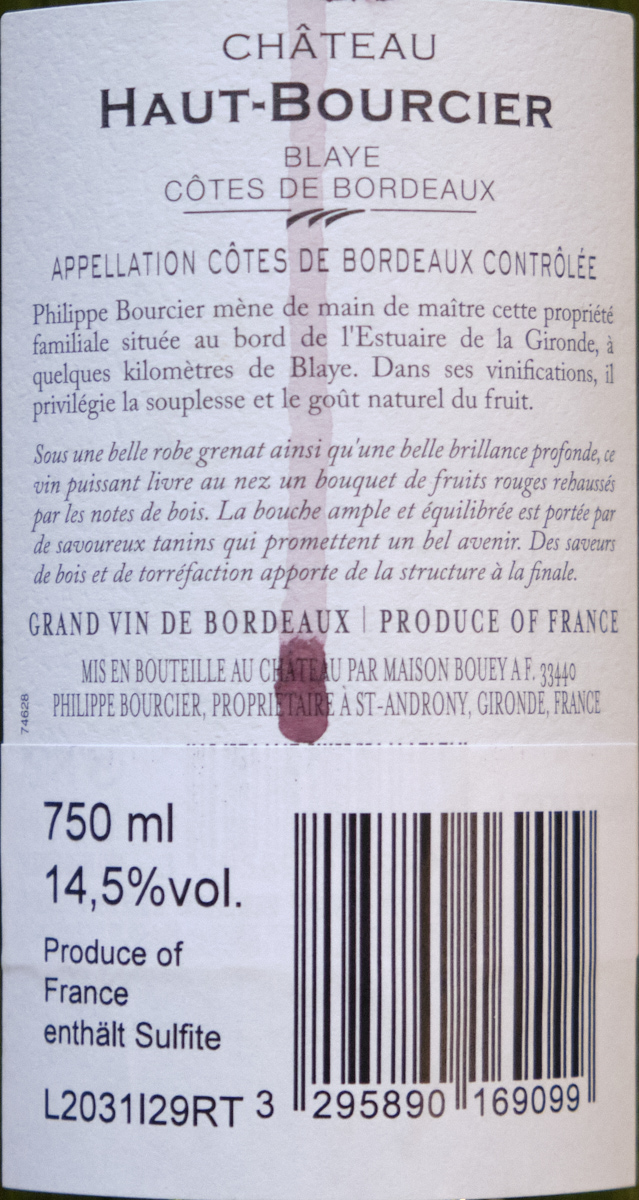 CHÂTEAU
HAUT-BOURCIER
BLAYE
CÔTES DE BORDEAUX
APPELLATION CÔTES DE BORDEAUX CONTRÔLÉE
Philippe Bourcier mène de main de maître cette propriété
familiale située au bord de l'Estuaire de la Gironde, à
quelques kilomètres de Blaye. Dans ses vinifications, il
privilégie la souplesse et le goût naturel du fruit.
Sous une belle robe grenat ainsi qu'une belle brillance profonde, ce
vin puissant livre au nez un bouquet de fruits rouges rehaussés
par les notes de bois. La bouche ample et équilibrée est portée par
de savoureux tanins qui promettent un bel avenir. Des saveurs
de bois et de torréfaction apporte de la structure à la finale.
GRAND VIN DE BORDEAUX | PRODUCE OF FRANCE
MIS EN BOUTEILLE AU CHÂTEAU PAR MAISON BOUEY A F. 33440
PHILIPPE BOURCIER, PROPRIÉTAIRE À ST-ANDRONY, GIRONDE, FRANCE
74628
750 ml
14,5%vol.
Produce of
France
enthält Sulfite
L2031I29RT
3 295890 169099